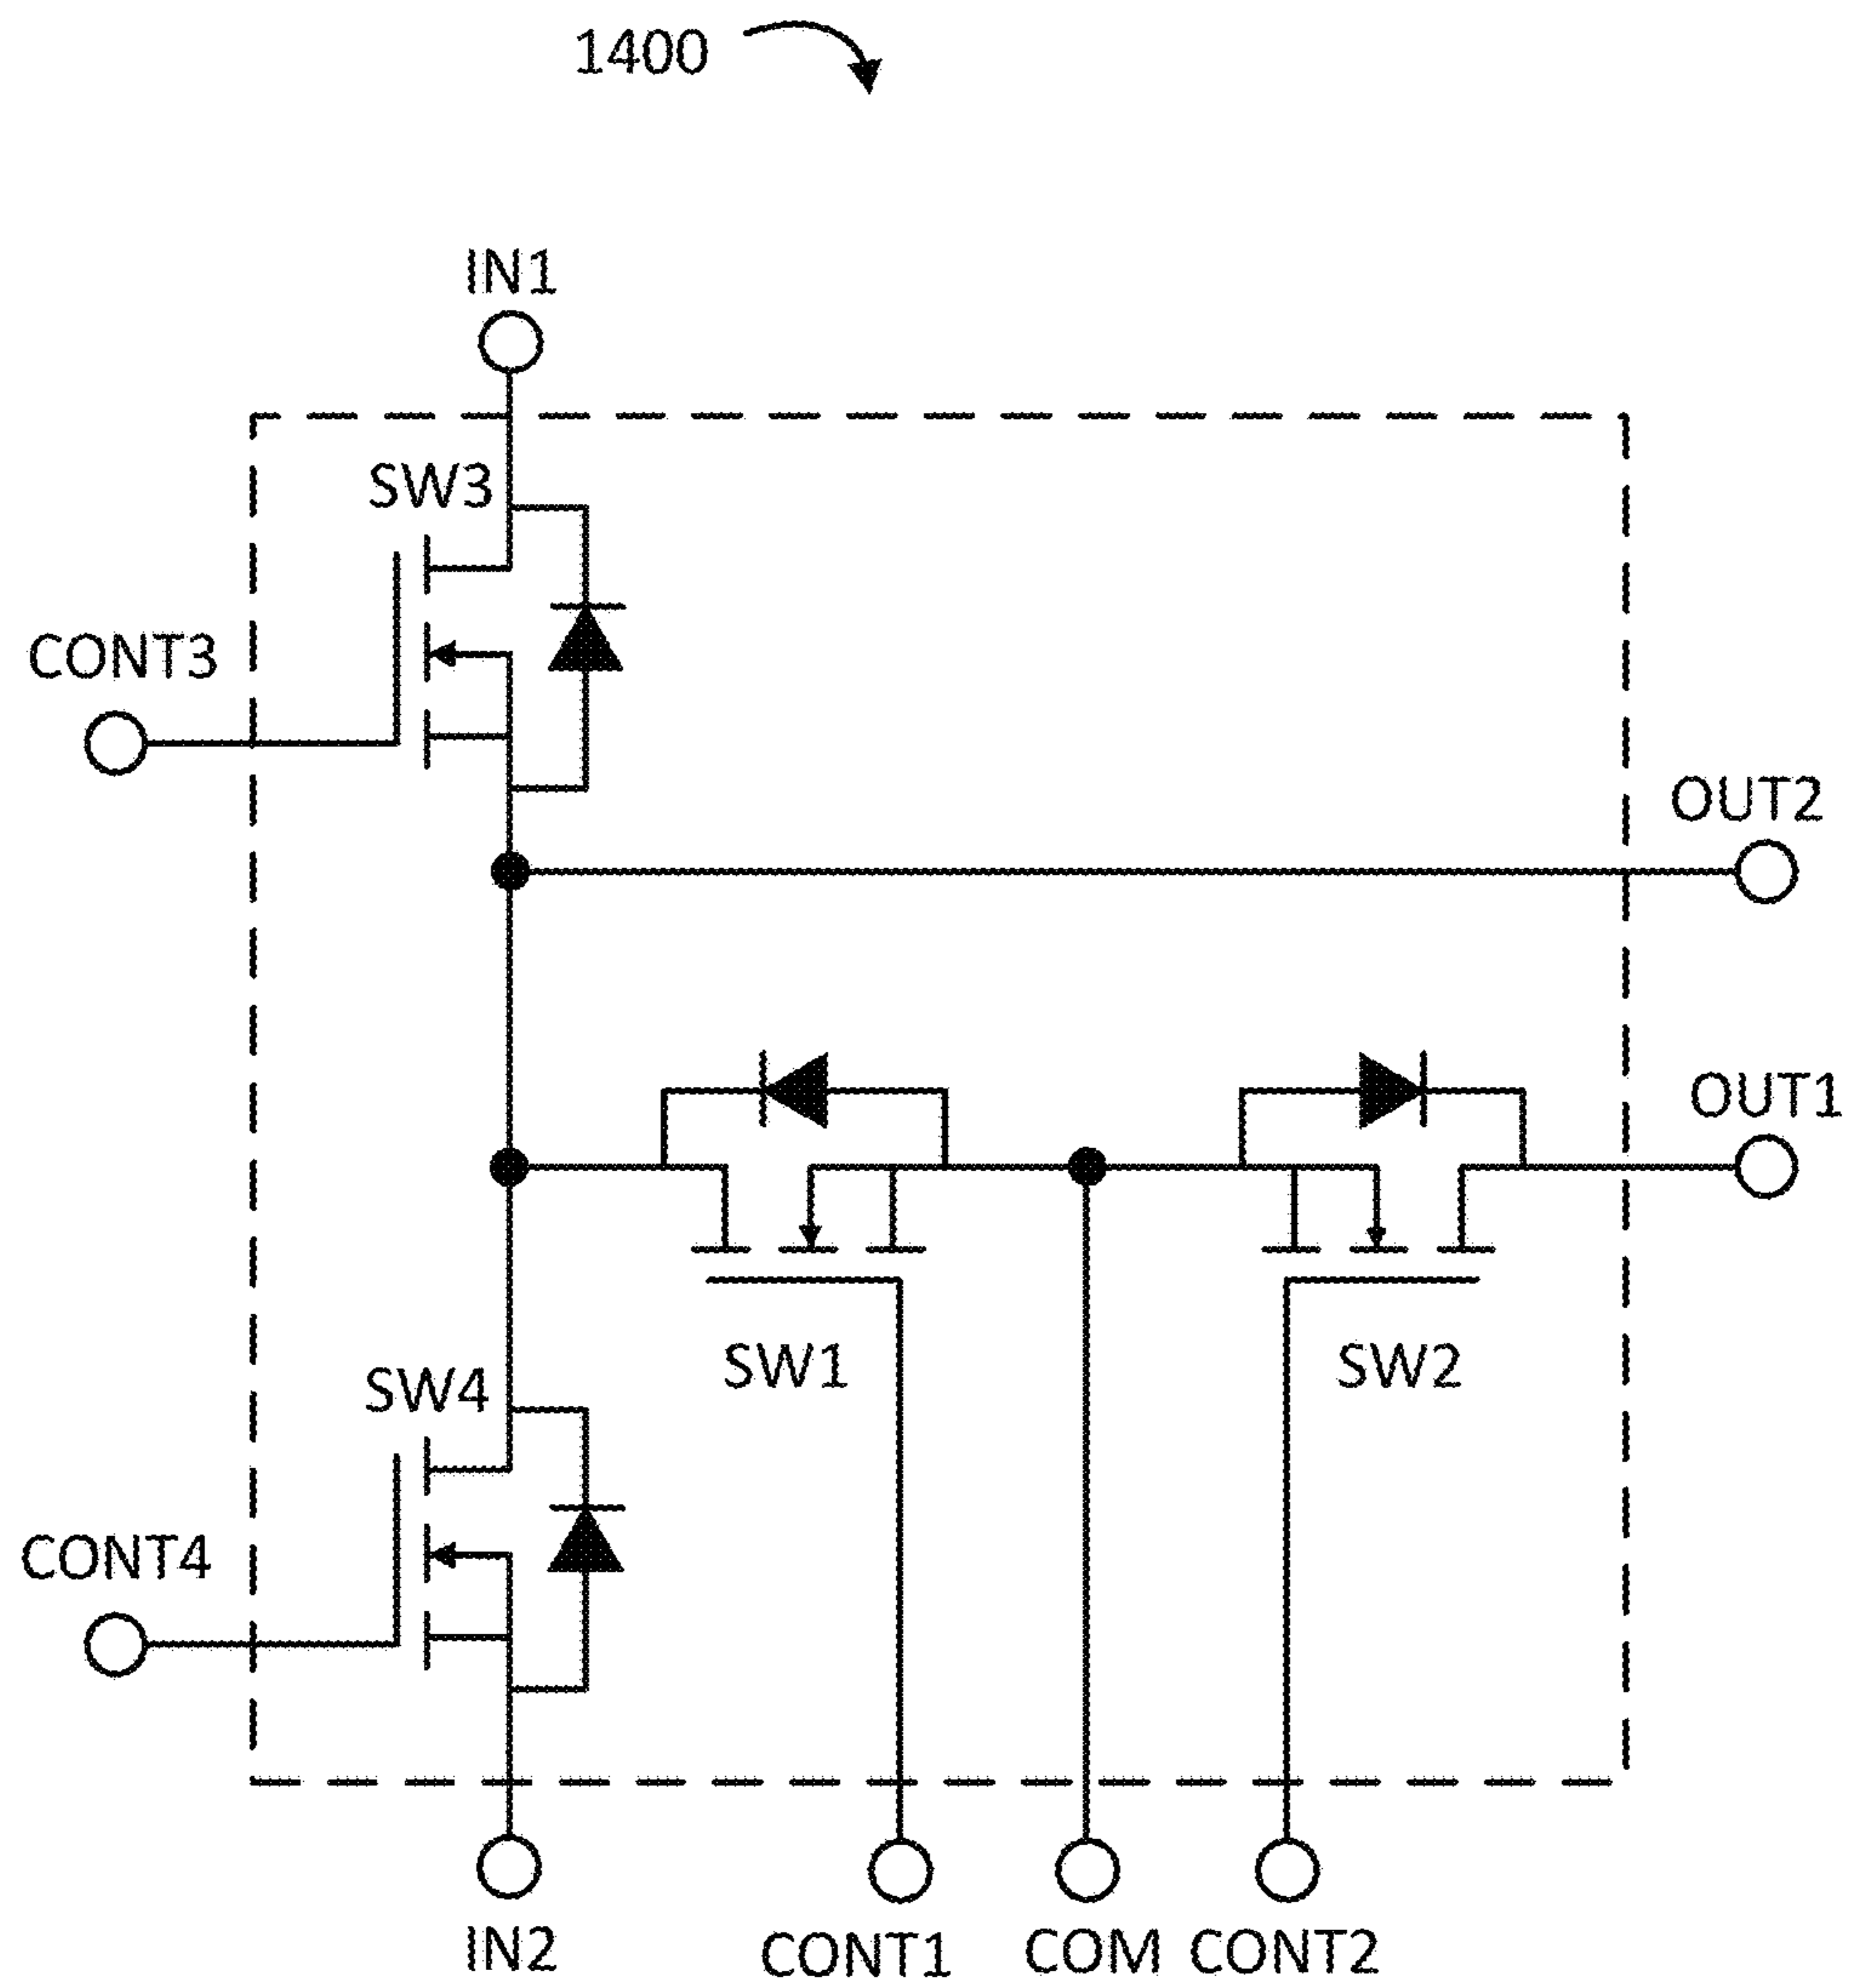 1400
IN1
SW3
CONT3
OUT2
OUT1
SW1
SW2
SW4
CONT4
IN2
CONT1
COM
CONT2